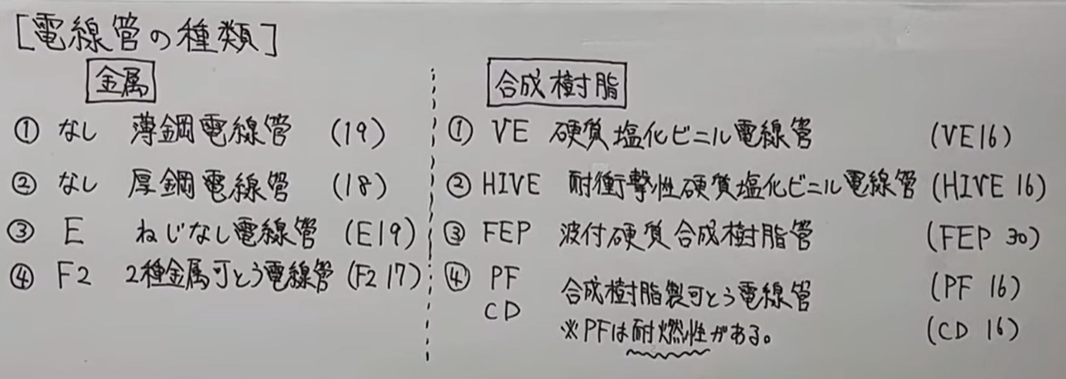 [電線管の種類]
金属
① なし 薄鋼電線管 (19)
② なし 厚鋼電線管 (18)
③ E ねじなし電線管 (E19)
④ F2 2種金属可とう電線管 (F2 17)
合成樹脂
① VE 硬質塩化ビニル電線管 (VE16)
② HIVE 耐衝撃性硬質塩化ビニル電線管 (HIVE 16)
③ FEP 波付硬質合成樹脂管 (FEP 30)
④ PF 合成樹脂製可とう電線管 (PF 16)
CD (CD 16)
※PFは耐燃性がある。